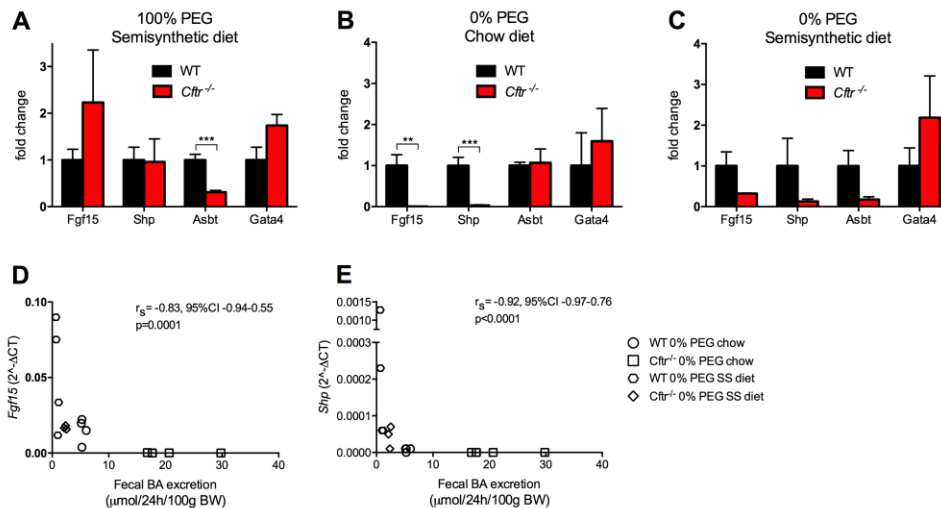 A
100% PEG
Semisynthetic diet
WT
Cftr -/-
***
fold change
4
3
2
1
0
Fgf15 Shp Asbt Gata4
B
0% PEG
Chow diet
WT
Cftr -/-
** ***
fold change
4
3
2
1
0
Fgf15 Shp Asbt Gata4
C
0% PEG
Semisynthetic diet
WT
Cftr -/-
fold change
4
3
2
1
0
Fgf15 Shp Asbt Gata4
D
rs= -0.83, 95%CI -0.94-0.55
p=0.0001
Fgf15 (2^-ΔCT)
0.10
0.05
0.00
0 10 20 30 40
Fecal BA excretion
(μmol/24h/100g BW)
E
rs= -0.92, 95%CI -0.97-0.76
p<0.0001
Shp (2^-ΔCT)
0.0015
0.0010
0.0003
0.0002
0.0001
0.0000
0 10 20 30 40
Fecal BA excretion
(μmol/24h/100g BW)
WT 0% PEG chow
Cftr-/- 0% PEG chow
WT 0% PEG SS diet
Cftr-/- 0% PEG SS diet